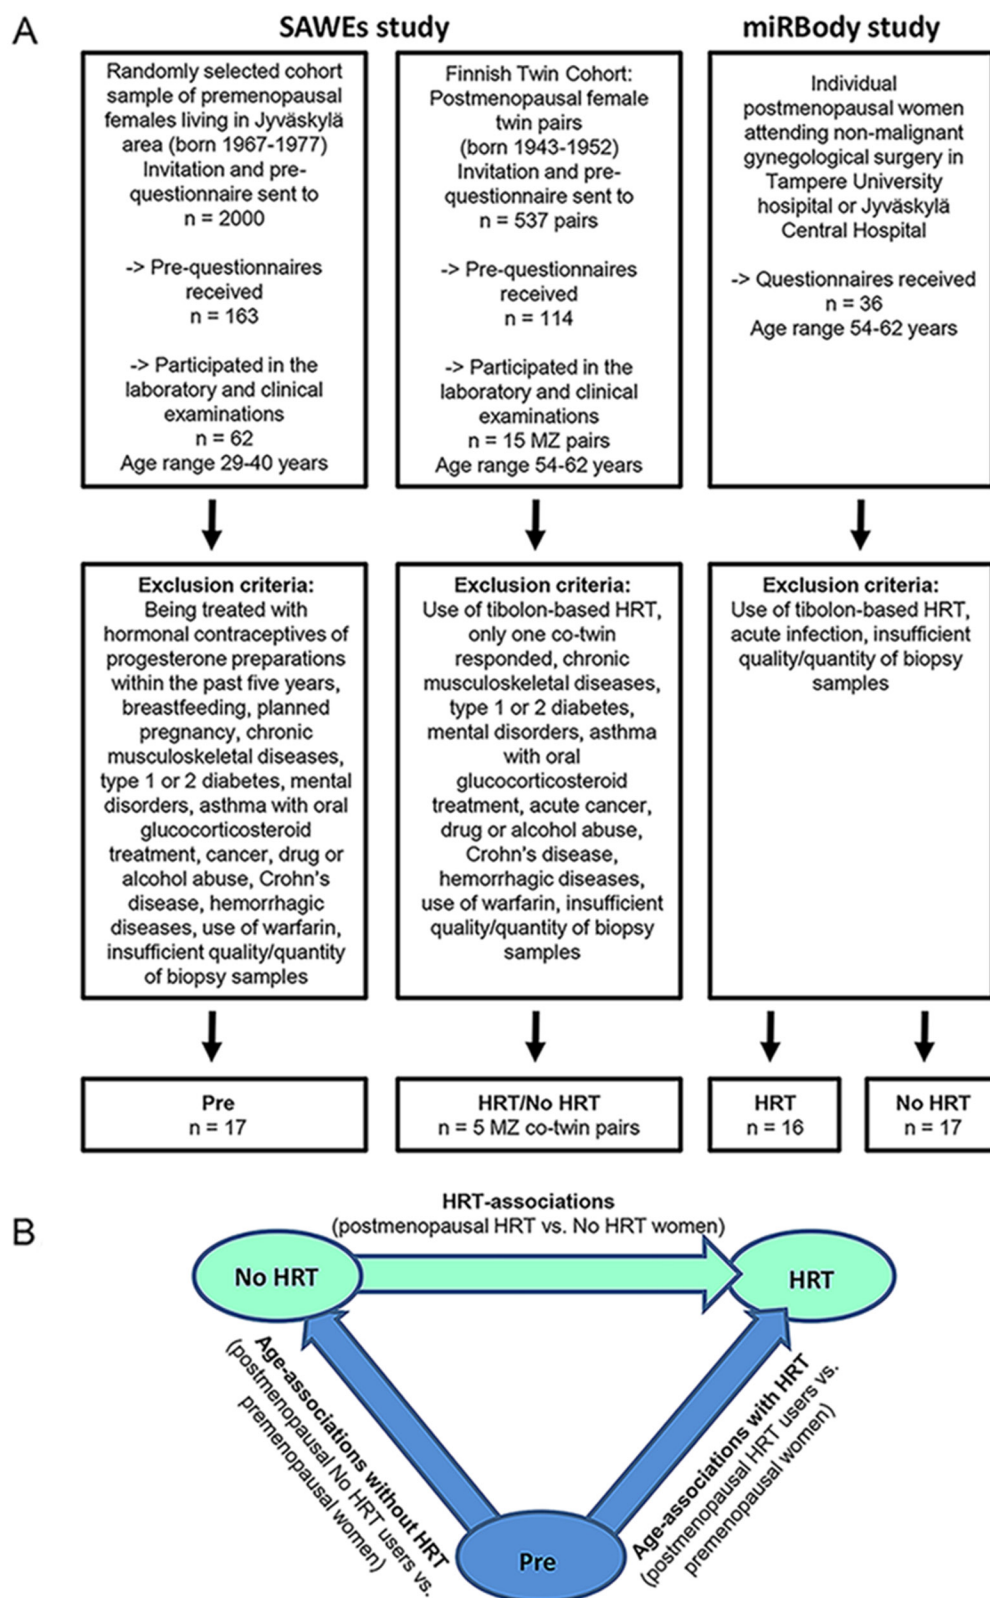 A
SAWEs study
miRBody study
Randomly selected cohort
sample of premenopausal
females living in Jyväskylä
area (born 1967-1977)
Invitation and pre-
questionnaire sent to
n = 2000
-> Pre-questionnaires
received
n = 163
-> Participated in the
laboratory and clinical
examinations
n = 62
Age range 29-40 years
Finnish Twin Cohort:
Postmenopausal female
twin pairs
(born 1943-1952)
Invitation and pre-
questionnaire sent to
n = 537 pairs
-> Pre-questionnaires
received
n = 114
-> Participated in the
laboratory and clinical
examinations
n = 15 MZ pairs
Age range 54-62 years
Individual
postmenopausal women
attending non-malignant
gynegological surgery in
Tampere University
hosipital or Jyväskylä
Central Hospital
-> Questionnaires received
n = 36
Age range 54-62 years
Exclusion criteria:
Being treated with
hormonal contraceptives of
progesterone preparations
within the past five years,
breastfeeding, planned
pregnancy, chronic
musculoskeletal diseases,
type 1 or 2 diabetes, mental
disorders, asthma with oral
glucocorticosteroid
treatment, cancer, drug or
alcohol abuse, Crohn's
disease, hemorrhagic
diseases, use of warfarin,
insufficient quality/quantity
of biopsy samples
Exclusion criteria:
Use of tibolon-based HRT,
only one co-twin
responded, chronic
musculoskeletal diseases,
type 1 or 2 diabetes,
mental disorders, asthma
with oral
glucocorticosteroid
treatment, acute cancer,
drug or alcohol abuse,
Crohn's disease,
hemorrhagic diseases,
use of warfarin, insufficient
quality/quantity of biopsy
samples
Exclusion criteria:
Use of tibolon-based HRT,
acute infection, insufficient
quality/quantity of biopsy
samples
Pre
n = 17
HRT/No HRT
n = 5 MZ co-twin pairs
HRT
n = 16
No HRT
n = 17
B
HRT-associations
(postmenopausal HRT vs. No HRT women)
No HRT
HRT
Age-associations without HRT
(postmenopausal No HRT users vs.
premenopausal women)
Age-associations with HRT
(postmenopausal HRT users vs.
premenopausal women)
Pre